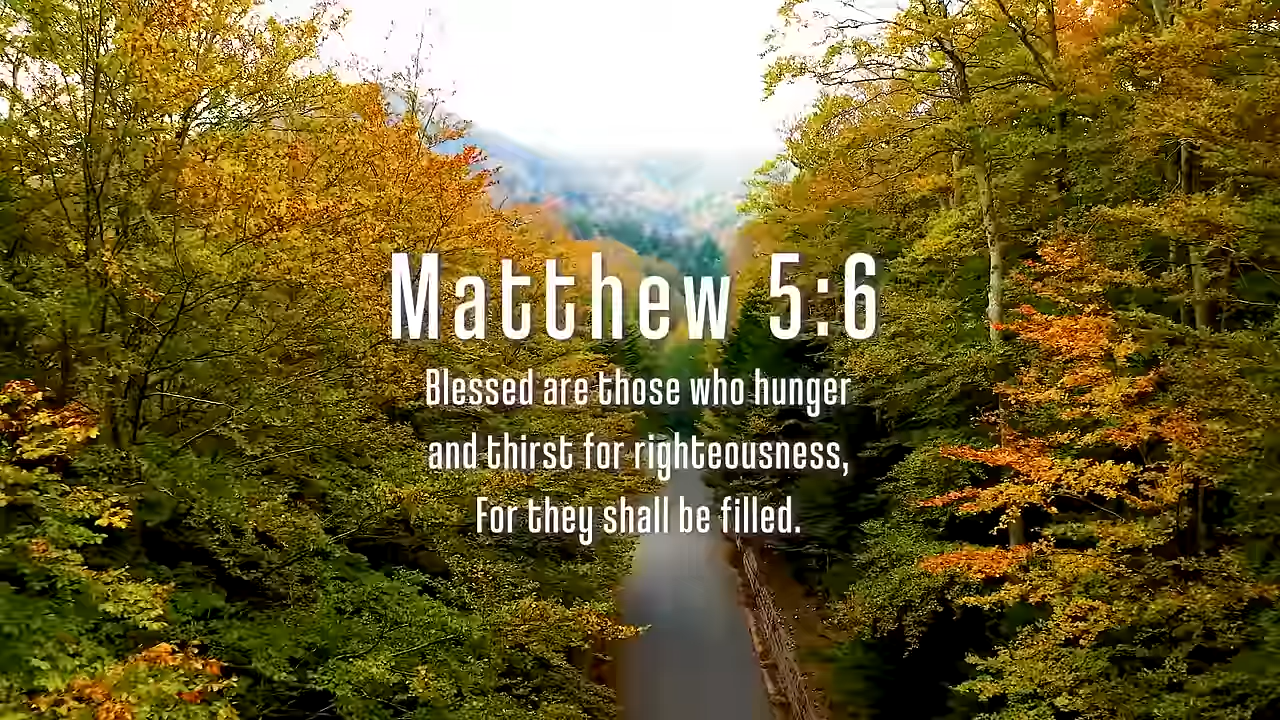 Matthew 5:6
Blessed are those who hunger
and thirst for righteousness,
For they shall be filled.